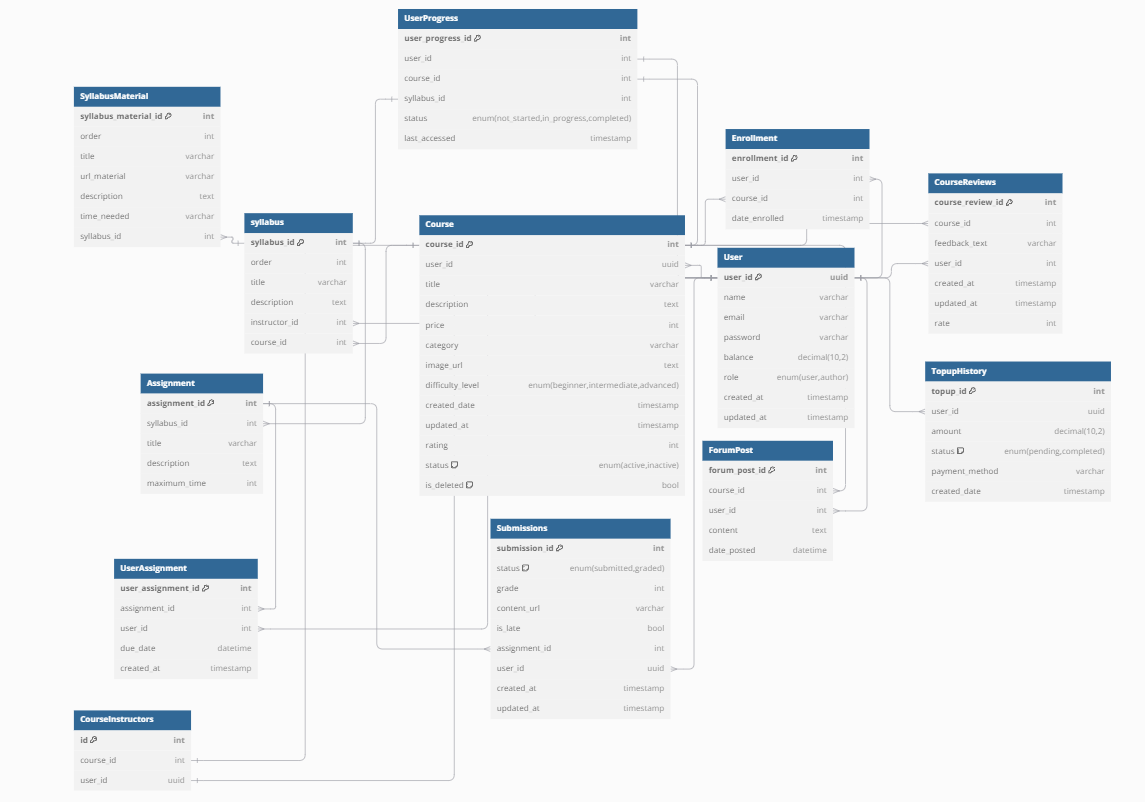 UserProgress
user_progress_id int
user_id int
course_id int
syllabus_id int
status enum(not_started,in_progress,completed)
last_accessed timestamp
SyllabusMaterial
syllabus_material_id int
order int
title varchar
url_material varchar
description text
time_needed varchar
syllabus_id int
Enrollment
enrollment_id int
user_id int
course_id int
date_enrolled timestamp
CourseReviews
course_review_id int
course_id int
feedback_text varchar
user_id int
created_at timestamp
updated_at timestamp
rate int
syllabus
syllabus_id int
order int
title varchar
description text
instructor_id int
course_id int
Course
course_id int
user_id uuid
title varchar
description text
price int
category varchar
image_url text
difficulty_level enum(beginner,intermediate,advanced)
created_date timestamp
updated_at timestamp
rating int
status enum(active,inactive)
is_deleted bool
User
user_id uuid
name varchar
email varchar
password varchar
balance decimal(10,2)
role enum(user,author)
created_at timestamp
updated_at timestamp
TopupHistory
topup_id int
user_id uuid
amount decimal(10,2)
status enum(pending,completed)
payment_method varchar
created_date timestamp
Assignment
assignment_id int
syllabus_id int
title varchar
description text
maximum_time int
ForumPost
forum_post_id int
course_id int
user_id int
content text
date_posted datetime
Submissions
submission_id int
status enum(submitted,graded)
grade int
content_url varchar
is_late bool
assignment_id int
user_id uuid
created_at timestamp
updated_at timestamp
UserAssignment
user_assignment_id int
assignment_id int
user_id int
due_date datetime
created_at timestamp
CourseInstructors
id int
course_id int
user_id uuid